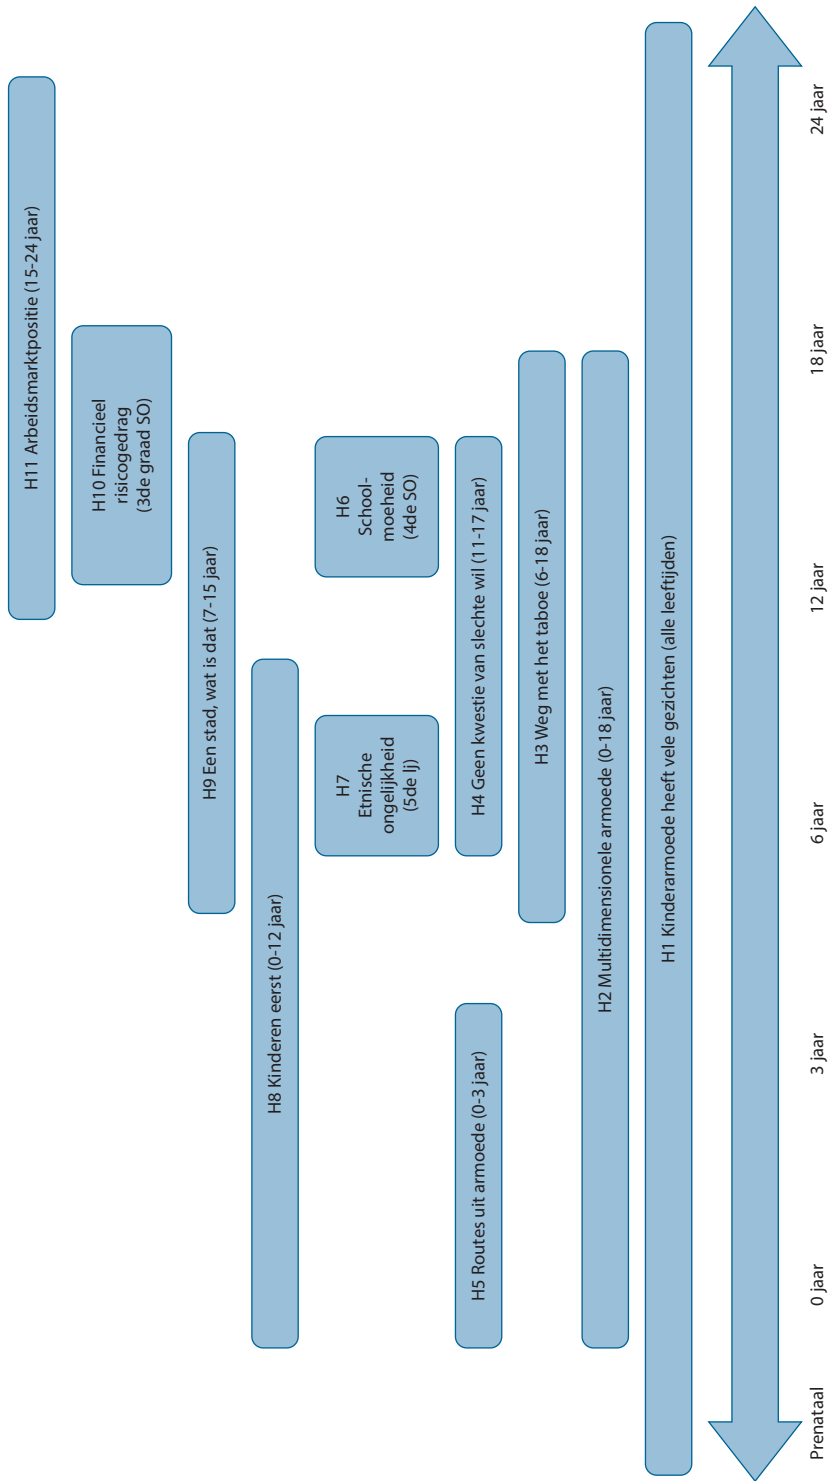 H11 Arbeidsmarktpositie (15-24 jaar)
H10 Financieel
risicogedrag
(3de graad SO)
H9 Een stad, wat is dat (7-15 jaar)
H8 Kinderen eerst (0-12 jaar)
H7
Etnische
ongelijkheid
(5de lj)
H6
School-
moeheid
(4de SO)
H5 Routes uit armoede (0-3 jaar)
H4 Geen kwestie van slechte wil (11-17 jaar)
H3 Weg met het taboe (6-18 jaar)
H2 Multidimensionele armoede (0-18 jaar)
H1 Kinderarmoede heeft vele gezichten (alle leeftijden)
Prenataal
0 jaar
3 jaar
6 jaar
12 jaar
18 jaar
24 jaar